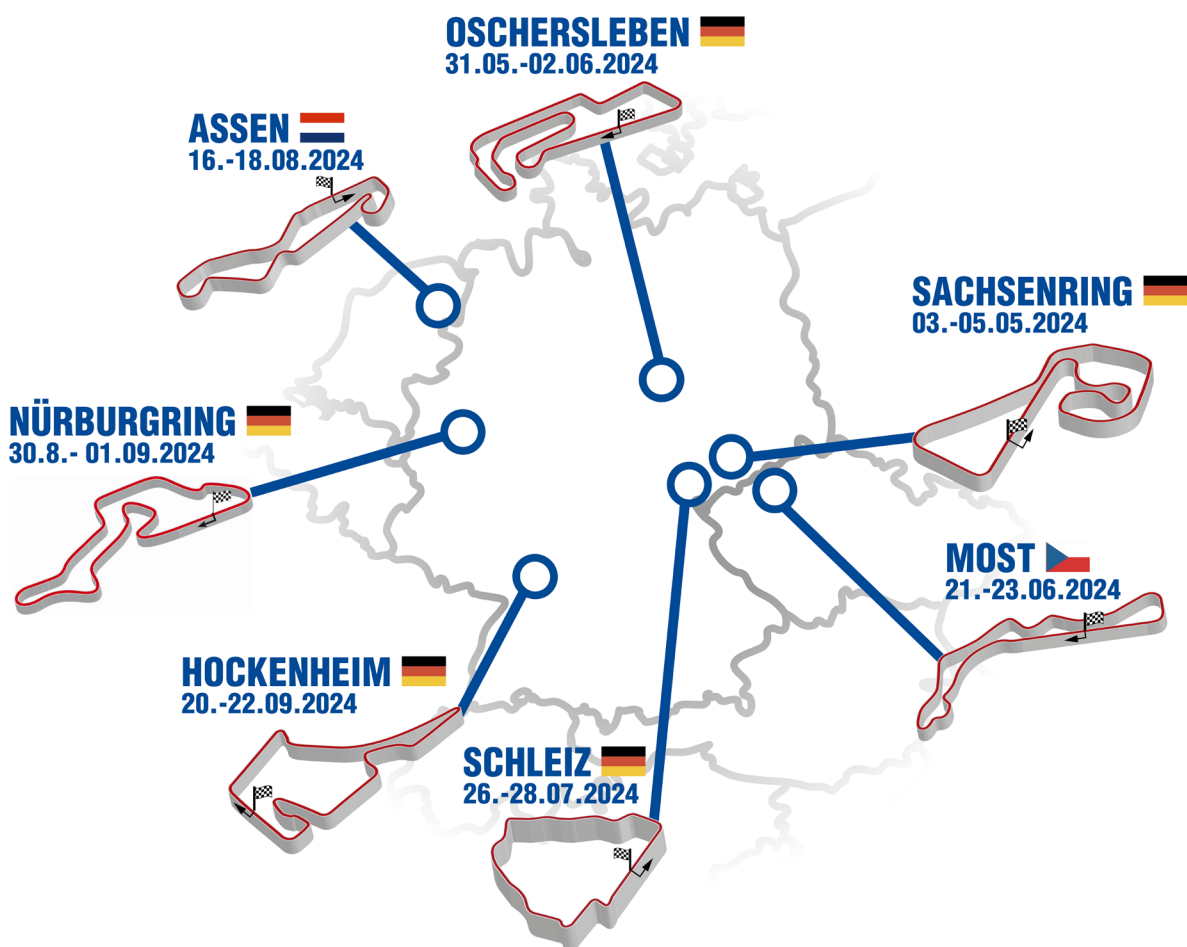 OSCHERSLEBEN
31.05.-02.06.2024
ASSEN
16.-18.08.2024
SACHSENRING
03.-05.05.2024
NÜRBURGRING
30.8.- 01.09.2024
MOST
21.-23.06.2024
HOCKENHEIM
20.-22.09.2024
SCHLEIZ
26.-28.07.2024